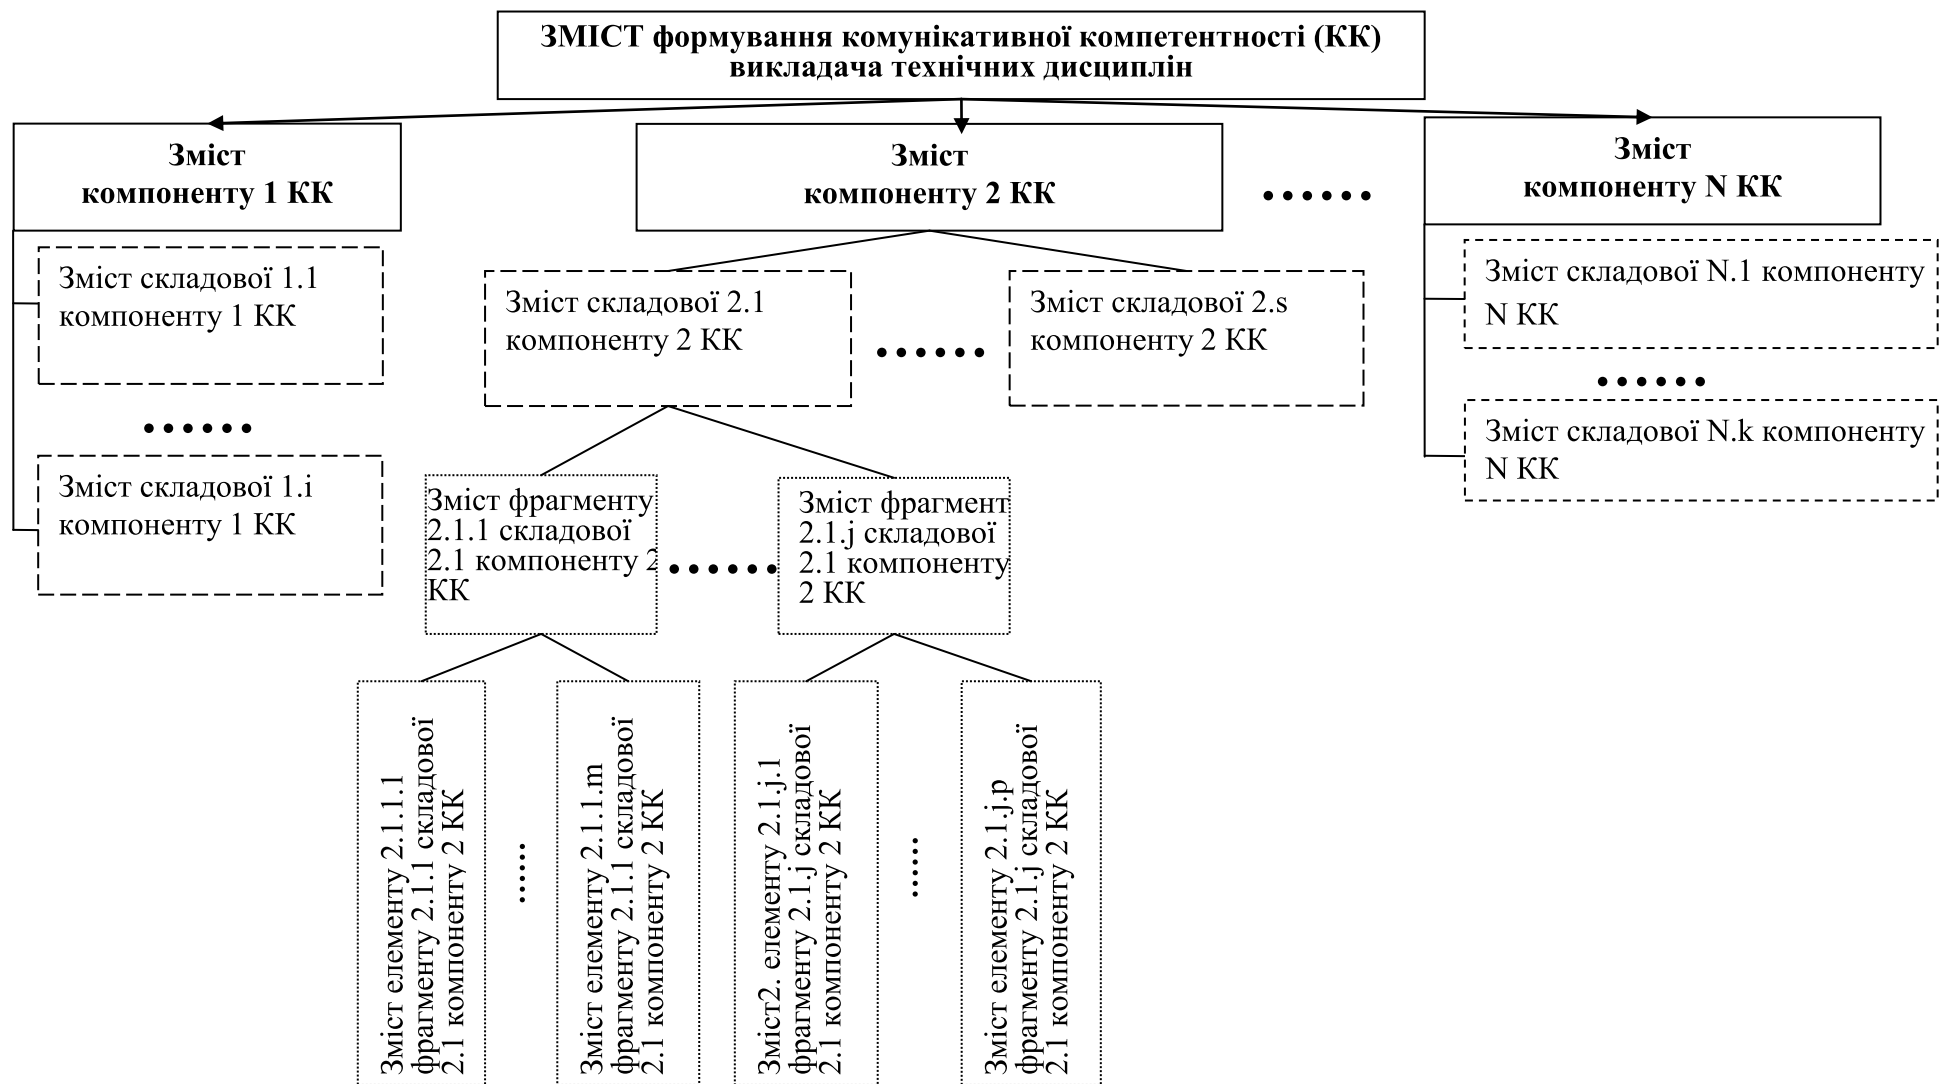 ЗМІСТ формування комунікативної компетентності (КК)
викладача технічних дисциплін
Зміст
компоненту 1 КК
Зміст
компоненту 2 КК
......
Зміст
компоненту N КК
Зміст складової 1.1
компоненту 1 КК
......
Зміст складової 1.i
компоненту 1 КК
Зміст складової 2.1
компоненту 2 КК
......
Зміст складової 2.s
компоненту 2 КК
Зміст складової N.1 компоненту
N КК
......
Зміст складової N.k компоненту
N КК
Зміст фрагменту
2.1.1 складової
2.1 компоненту 2
КК
......
Зміст фрагмент
2.1.j складової
2.1 компоненту
2 КК
Зміст елементу 2.1.1.1
фрагменту 2.1.1 складової
2.1 компоненту 2 КК
......
Зміст елементу 2.1.1.m
фрагменту 2.1.1 складової
2.1 компоненту 2 КК
Зміст2. елементу 2.1.j.1
фрагменту 2.1.j складової
2.1 компоненту 2 КК
......
Зміст елементу 2.1.j.p
фрагменту 2.1.j складової
2.1 компоненту 2 КК